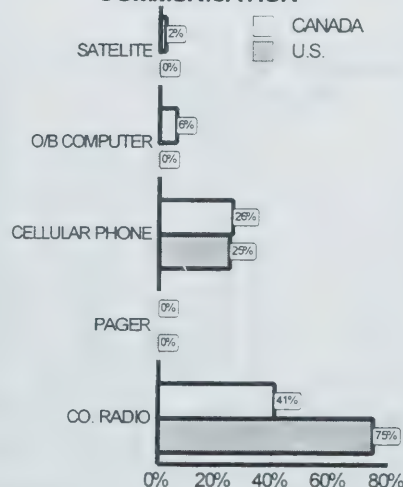 CANADA
U.S.
SATELITE
2%
0%
O/B COMPUTER
6%
0%
CELLULAR PHONE
26%
25%
PAGER
0%
0%
CO. RADIO
41%
75%
0% 20% 40% 60% 80%